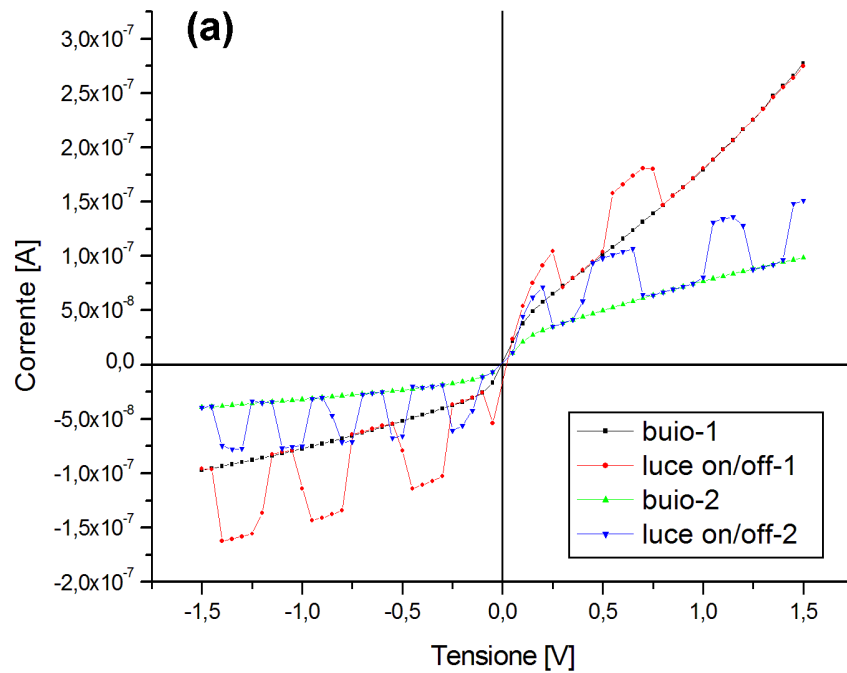 (a)
3,0x10-7
2,5x10-7
2,0x10-7
1,5x10-7
1,0x10-7
5,0x10-8
0,0
-5,0x10-8
-1,0x10-7
-1,5x10-7
-2,0x10-7
Corrente [A]
-1,5 -1,0 -0,5 0,0 0,5 1,0 1,5
Tensione [V]
buio-1
luce on/off-1
buio-2
luce on/off-2